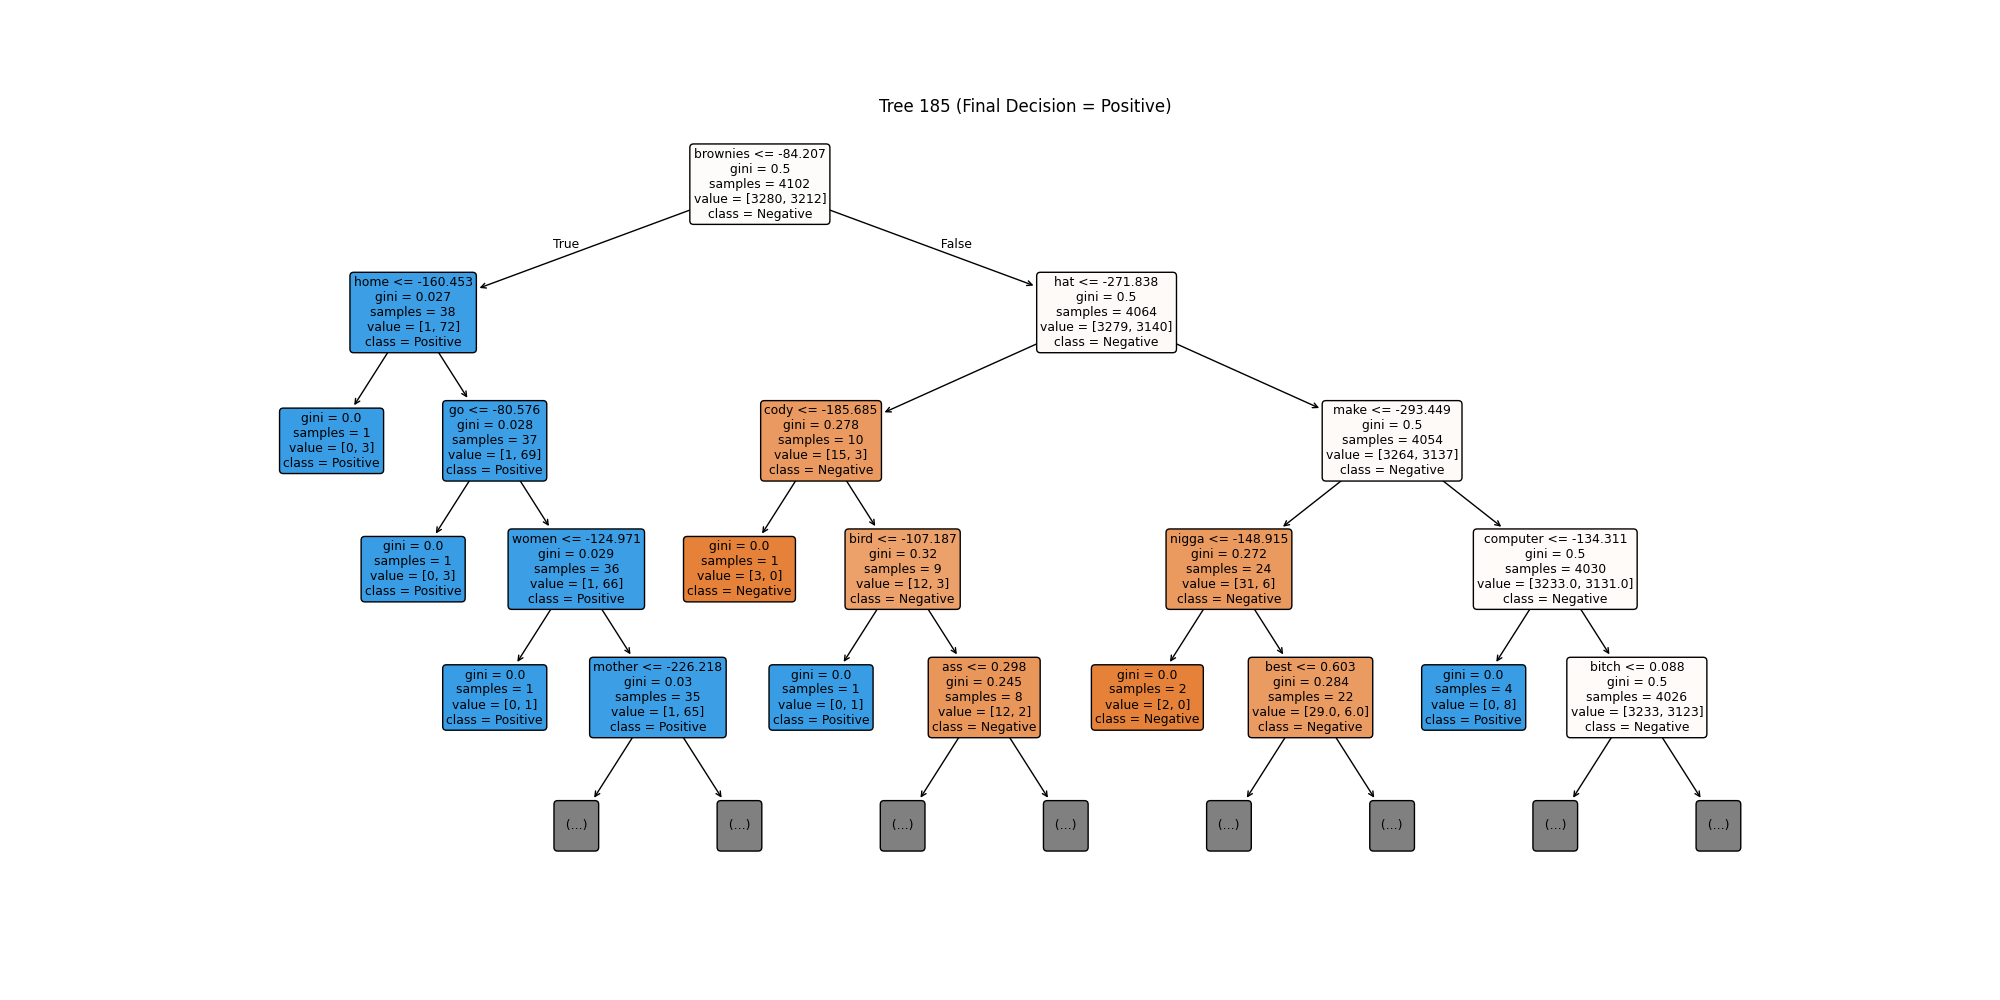 Tree 185 (Final Decision = Positive)
brownies <= -84.207
gini = 0.5
samples = 4102
value = [3280, 3212]
class = Negative
True
False
home <= -160.453
gini = 0.027
samples = 38
value = [1, 72]
class = Positive
hat <= -271.838
gini = 0.5
samples = 4064
value = [3279, 3140]
class = Negative
gini = 0.0
samples = 1
value = [0, 3]
class = Positive
go <= -80.576
gini = 0.028
samples = 37
value = [1, 69]
class = Positive
cody <= -185.685
gini = 0.278
samples = 10
value = [15, 3]
class = Negative
make <= -293.449
gini = 0.5
samples = 4054
value = [3264, 3137]
class = Negative
gini = 0.0
samples = 1
value = [0, 3]
class = Positive
women <= -124.971
gini = 0.029
samples = 36
value = [1, 66]
class = Positive
gini = 0.0
samples = 1
value = [3, 0]
class = Negative
bird <= -107.187
gini = 0.32
samples = 9
value = [12, 3]
class = Negative
nigga <= -148.915
gini = 0.272
samples = 24
value = [31, 6]
class = Negative
computer <= -134.311
gini = 0.5
samples = 4030
value = [3233.0, 3131.0]
class = Negative
gini = 0.0
samples = 1
value = [0, 1]
class = Positive
mother <= -226.218
gini = 0.03
samples = 35
value = [1, 65]
class = Positive
gini = 0.0
samples = 1
value = [0, 1]
class = Positive
ass <= 0.298
gini = 0.245
samples = 8
value = [12, 2]
class = Negative
gini = 0.0
samples = 2
value = [2, 0]
class = Negative
best <= 0.603
gini = 0.284
samples = 22
value = [29.0, 6.0]
class = Negative
gini = 0.0
samples = 4
value = [0, 8]
class = Positive
bitch <= 0.088
gini = 0.5
samples = 4026
value = [3233, 3123]
class = Negative
(...)
(...)
(...)
(...)
(...)
(...)
(...)
(...)